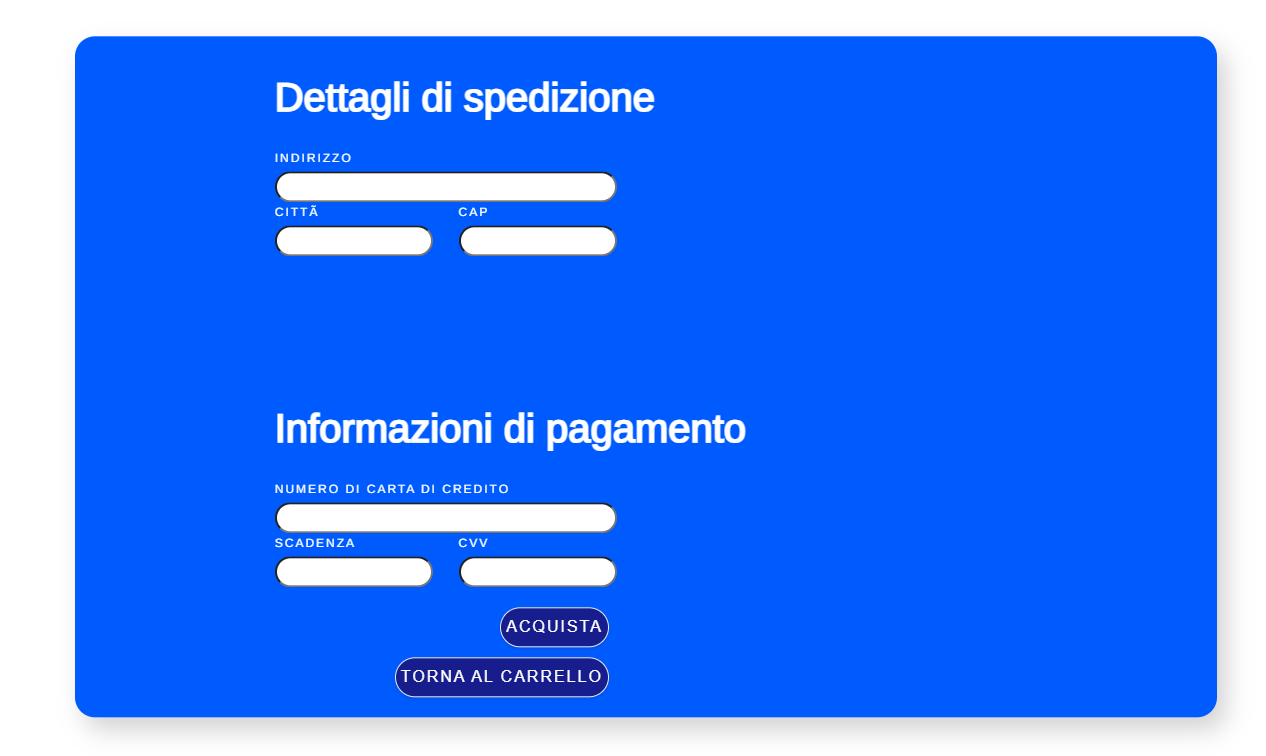 Dettagli di spedizione
INDIRIZZO
CITTÃ CAP
Informazioni di pagamento
NUMERO DI CARTA DI CREDITO
SCADENZA CVV
ACQUISTA
TORNA AL CARRELLO